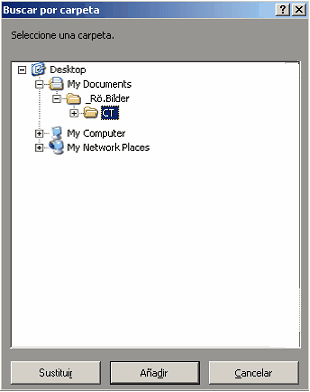 Buscar por carpeta
Seleccione una carpeta.
Desktop
My Documents
_Rö.Bilder
CT
My Computer
My Network Places
Sustituir Añadir Cancelar